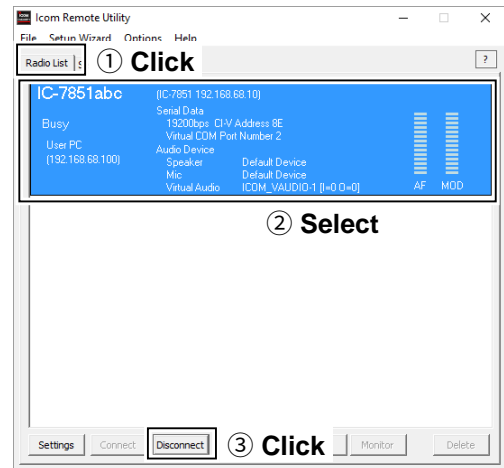 Icom Remote Utility
File Setup Wizard Options Help
Radio List
① Click
?
IC-7851abc (IC-7851 192.168.68.10)
Serial Data
Busy 19200bps CI-V Address 8E
Virtual COM Port Number 2
User PC Audio Device
(192.168.68.100) Speaker Default Device
Mic Default Device
Virtual Audio ICOM_VAUDIO-1 [I=0 O=0] AF MOD
② Select
Settings Connect Disconnect ③ Click Monitor Delete